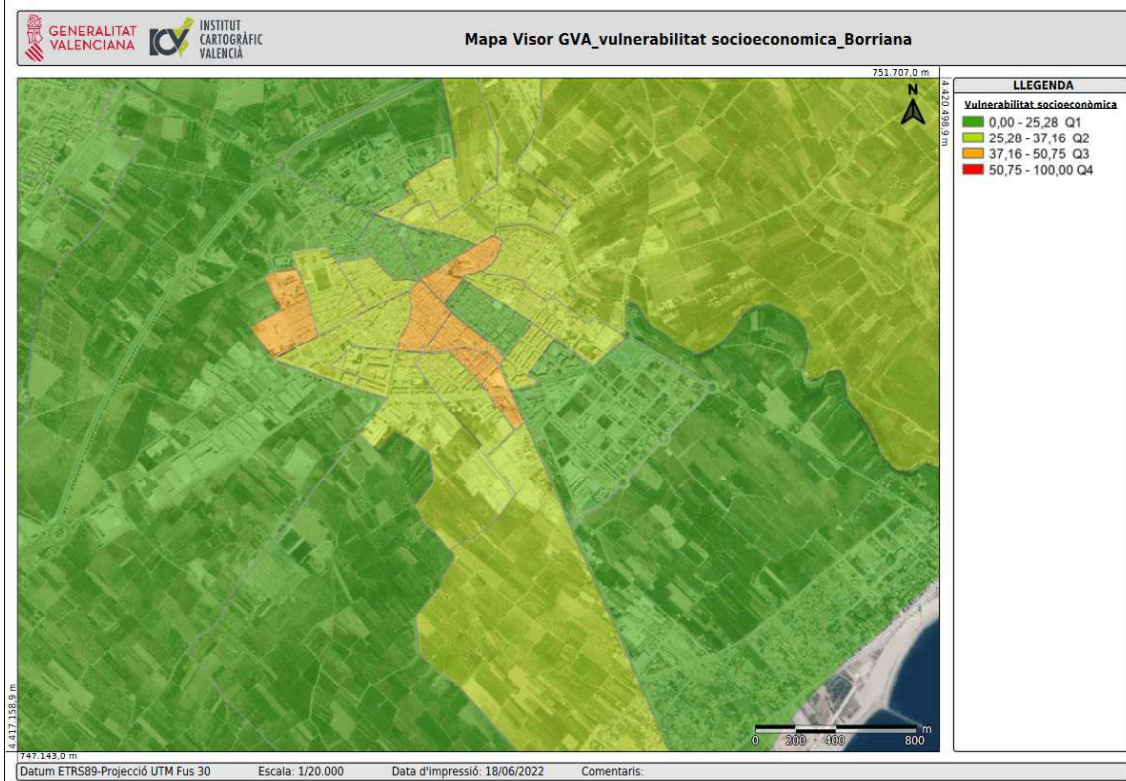 GENERALITAT
VALENCIANA
INSTITUT
CARTOGRÀFIC
VALENCIÀ
Mapa Visor GVA_vulnerabilitat socioeconomica_Borriana
751.707,0 m
4.420.498,9 m
N
LLEGENDA
Vulnerabilitat socioeconòmica
0,00 - 25,28 Q1
25,28 - 37,16 Q2
37,16 - 50,75 Q3
50,75 - 100,00 Q4
4.417.158,9 m
747.143,0 m
m
0 200 400 800
Datum ETRS89-Projecció UTM Fus 30 Escala: 1/20.000 Data d'impressió: 18/06/2022 Comentaris: